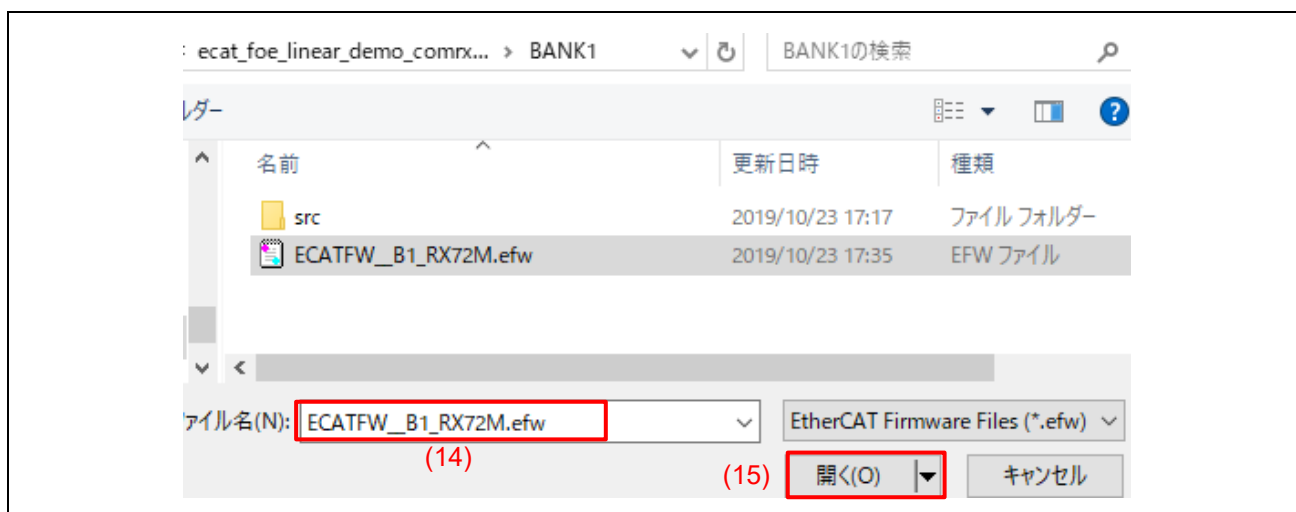 ecat_foe_linear_demo_comrx... > BANK1 BANK1の検索
ルダー
名前 更新日時 種類
src 2019/10/23 17:17 ファイル フォルダー
ECATFW__B1_RX72M.efw 2019/10/23 17:35 EFW ファイル
ファイル名(N): ECATFW__B1_RX72M.efw EtherCAT Firmware Files (*.efw)
(14)
(15) 開く(O) キャンセル